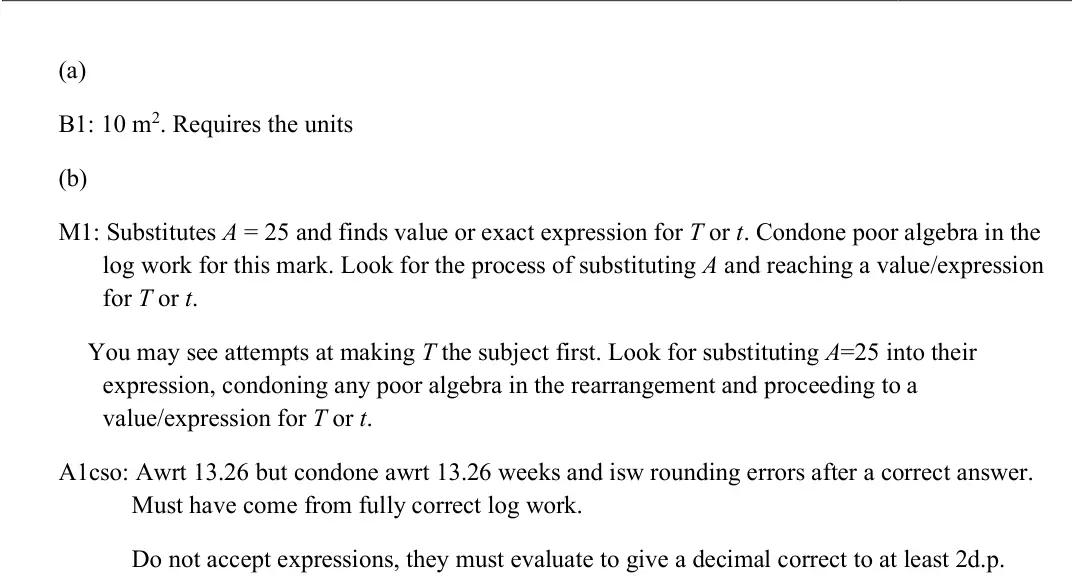 (a)
B1: 10 m². Requires the units
(b)
M1: Substitutes A = 25 and finds value or exact expression for T or t. Condone poor algebra in the
log work for this mark. Look for the process of substituting A and reaching a value/expression
for T or t.
You may see attempts at making T the subject first. Look for substituting A=25 into their
expression, condoning any poor algebra in the rearrangement and proceeding to a
value/expression for T or t.
A1cso: Awrt 13.26 but condone awrt 13.26 weeks and isw rounding errors after a correct answer.
Must have come from fully correct log work.
Do not accept expressions, they must evaluate to give a decimal correct to at least 2d.p.